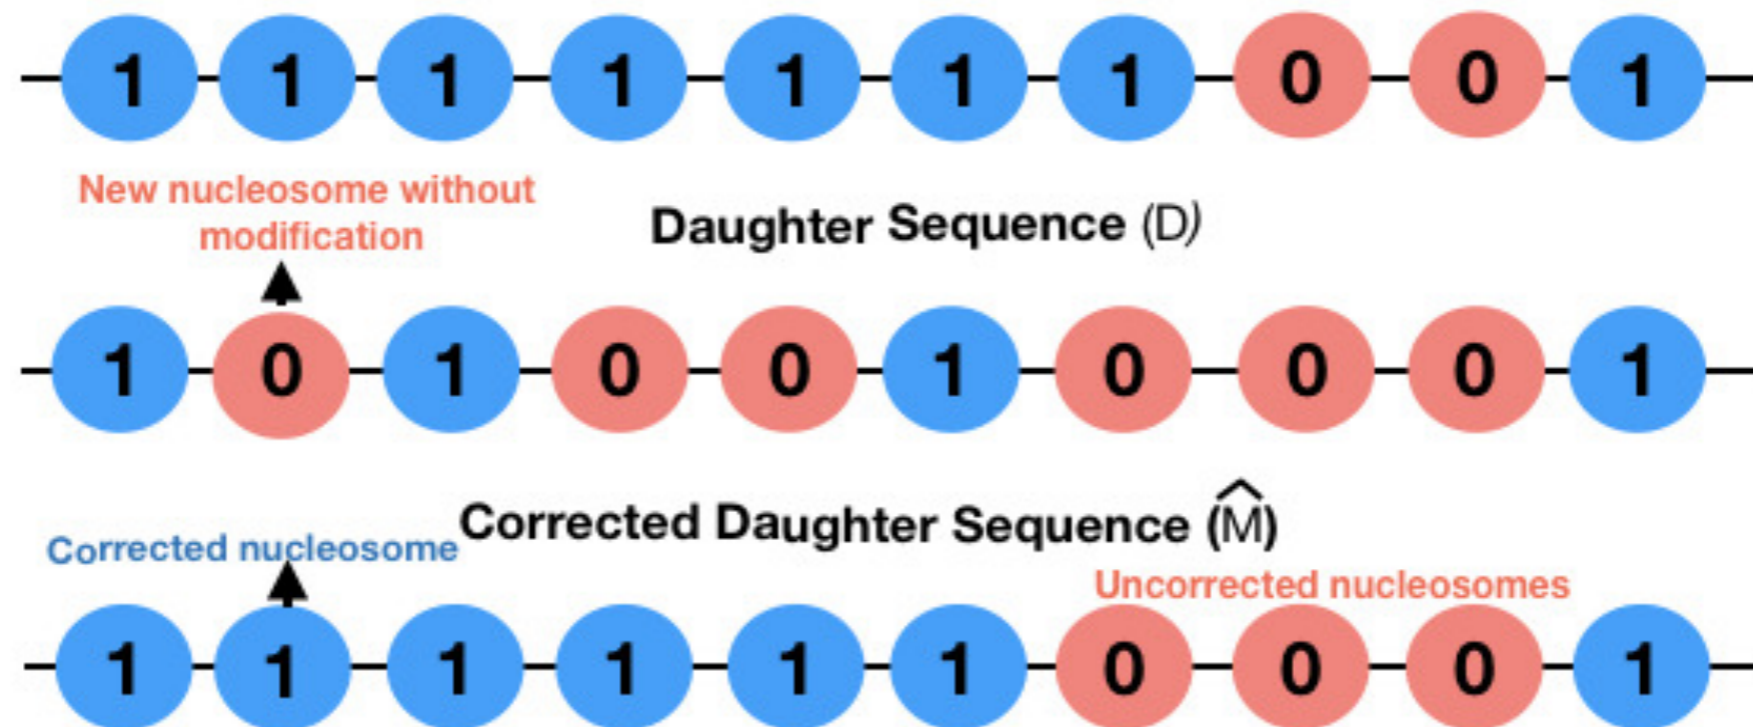 1 1 1 1 1 1 1 0 0 1
New nucleosome without
modification
Daughter Sequence (D)
1 0 1 0 0 1 0 0 0 1
Corrected Daughter Sequence (M̂)
Corrected nucleosome
Uncorrected nucleosomes
1 1 1 1 1 1 0 0 0 1